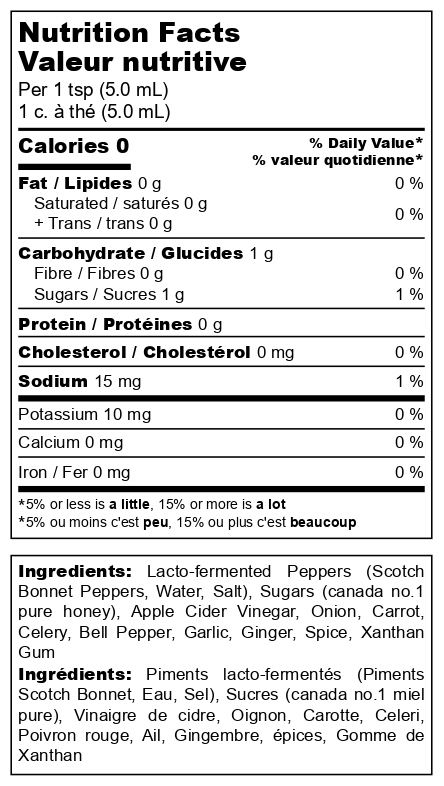 Nutrition Facts
Valeur nutritive
Per 1 tsp (5.0 mL)
1 c. à thé (5.0 mL)
Calories 0
% Daily Value*
% valeur quotidienne*
Fat / Lipides 0 g 0 %
Saturated / saturés 0 g
+ Trans / trans 0 g 0 %
Carbohydrate / Glucides 1 g
Fibre / Fibres 0 g 0 %
Sugars / Sucres 1 g 1 %
Protein / Protéines 0 g
Cholesterol / Cholestérol 0 mg 0 %
Sodium 15 mg 1 %
Potassium 10 mg 0 %
Calcium 0 mg 0 %
Iron / Fer 0 mg 0 %
*5% or less is a little, 15% or more is a lot
*5% ou moins c'est peu, 15% ou plus c'est beaucoup
Ingredients: Lacto-fermented Peppers (Scotch
Bonnet Peppers, Water, Salt), Sugars (canada no.1
pure honey), Apple Cider Vinegar, Onion, Carrot,
Celery, Bell Pepper, Garlic, Ginger, Spice, Xanthan
Gum
Ingrédients: Piments lacto-fermentés (Piments
Scotch Bonnet, Eau, Sel), Sucres (canada no.1 miel
pure), Vinaigre de cidre, Oignon, Carotte, Celeri,
Poivron rouge, Ail, Gingembre, épices, Gomme de
Xanthan